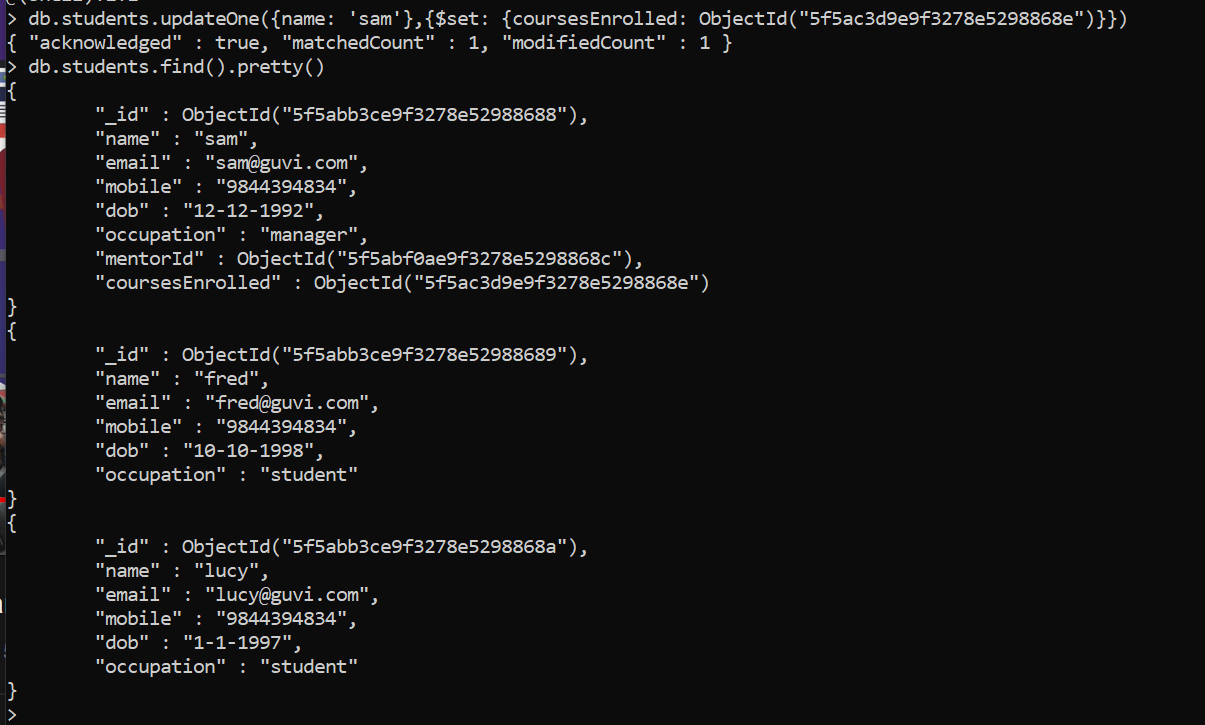 > db.students.updateOne({name: 'sam'},{$set: {coursesEnrolled: ObjectId("5f5ac3d9e9f3278e5298868e")}})
{ "acknowledged" : true, "matchedCount" : 1, "modifiedCount" : 1 }
> db.students.find().pretty()
{
        "_id" : ObjectId("5f5abb3ce9f3278e52988688"),
        "name" : "sam",
        "email" : "sam@guvi.com",
        "mobile" : "9844394834",
        "dob" : "12-12-1992",
        "occupation" : "manager",
        "mentorId" : ObjectId("5f5abf0ae9f3278e5298868c"),
        "coursesEnrolled" : ObjectId("5f5ac3d9e9f3278e5298868e")
}
{
        "_id" : ObjectId("5f5abb3ce9f3278e52988689"),
        "name" : "fred",
        "email" : "fred@guvi.com",
        "mobile" : "9844394834",
        "dob" : "10-10-1998",
        "occupation" : "student"
}
{
        "_id" : ObjectId("5f5abb3ce9f3278e5298868a"),
        "name" : "lucy",
        "email" : "lucy@guvi.com",
        "mobile" : "9844394834",
        "dob" : "1-1-1997",
        "occupation" : "student"
}
>